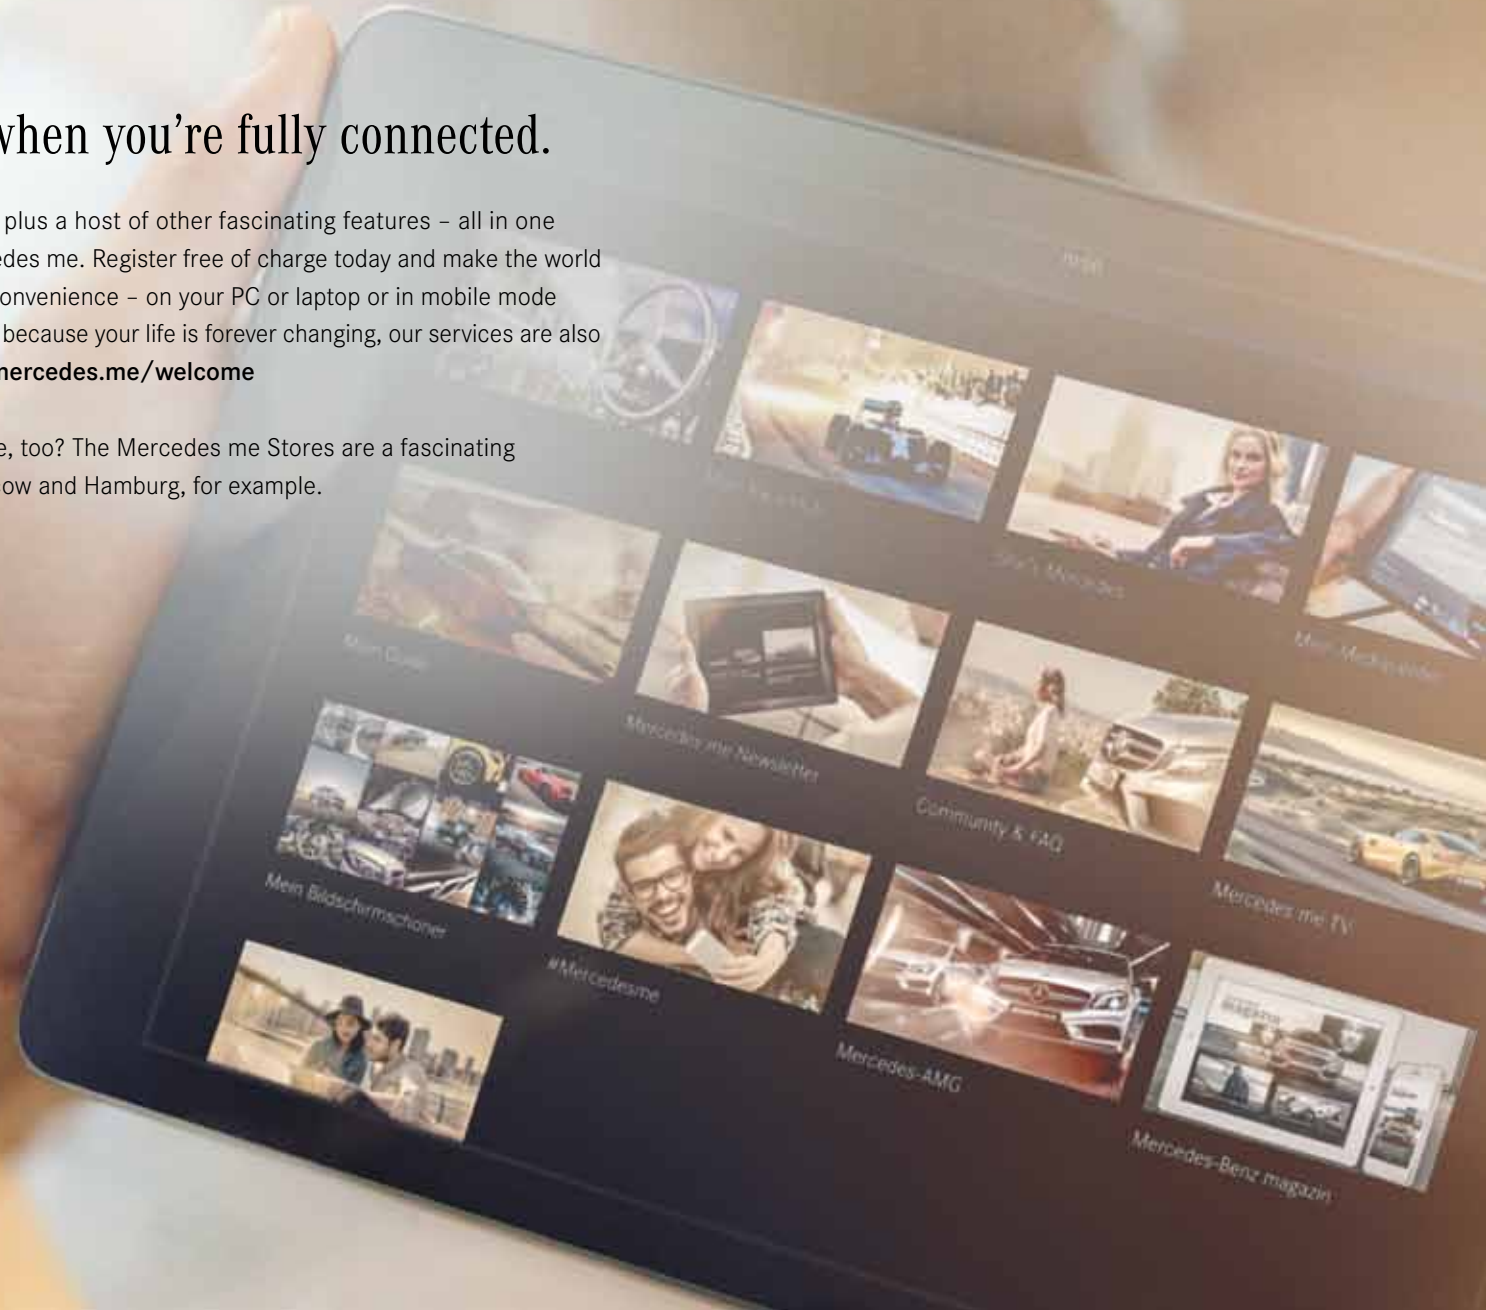 when you're fully connected.
plus a host of other fascinating features – all in one
edes me. Register free of charge today and make the world
onvenience – on your PC or laptop or in mobile mode
because your life is forever changing, our services are also
mercedes.me/welcome
e, too? The Mercedes me Stores are a fascinating
ow and Hamburg, for example.
Mercedes me Newsletter
Community & FAQ
Mercedes me TV
Mein Bildschirmschoner
#Mercedesme
Mercedes-AMG
magazin
Mercedes-Benz magazin